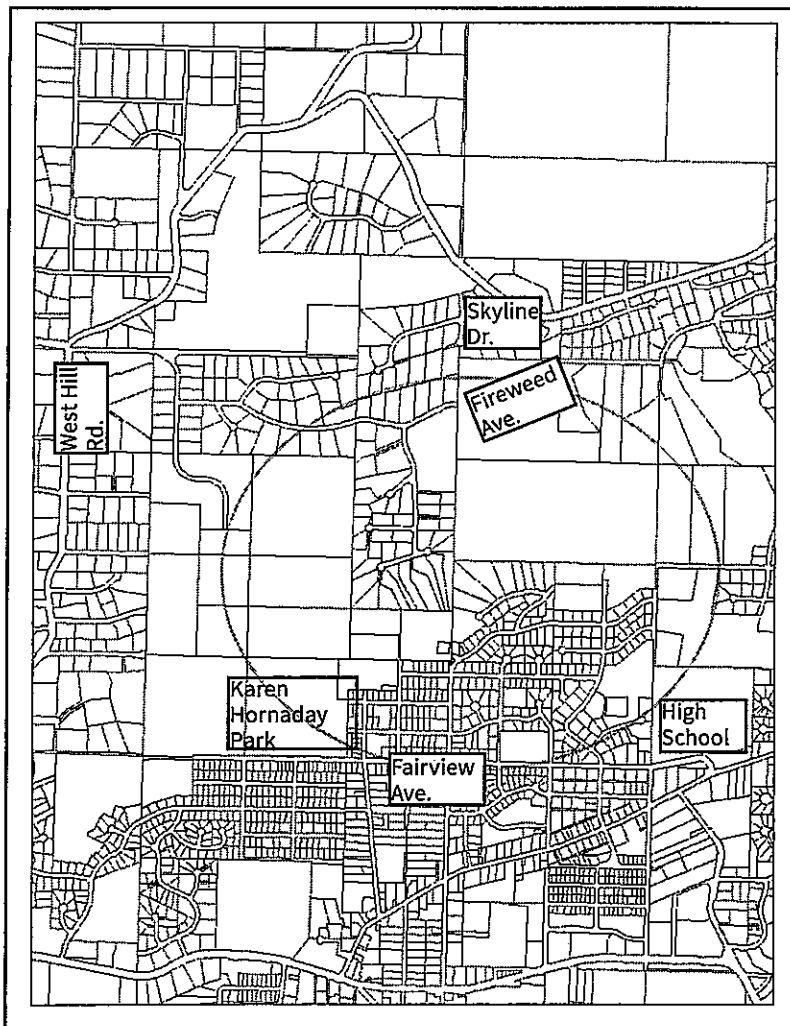 Skyline
Dr.
Fireweed
Ave.
West Hill
Rd.
Karen
Hornaday
Park
High
School
Fairview
Ave.